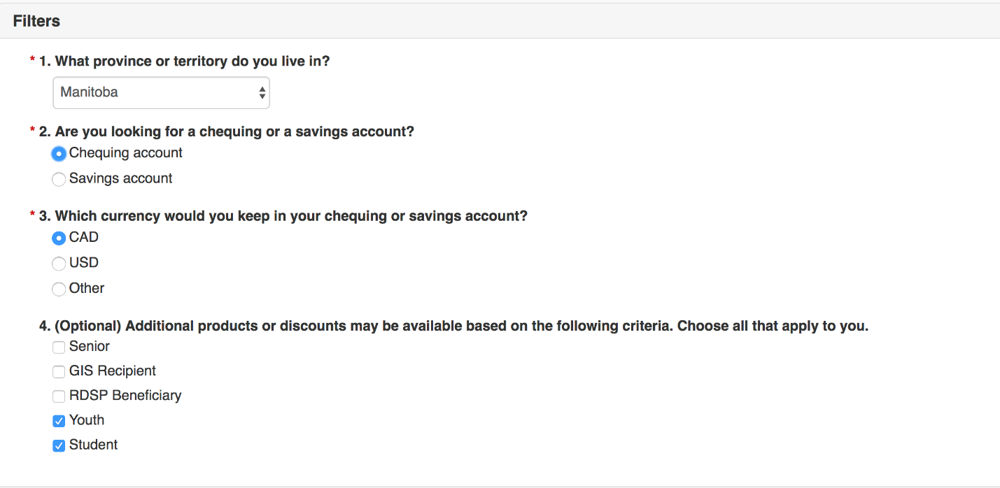 Filters
* 1. What province or territory do you live in?
Manitoba
* 2. Are you looking for a chequing or a savings account?
Chequing account
Savings account
* 3. Which currency would you keep in your chequing or savings account?
CAD
USD
Other
4. (Optional) Additional products or discounts may be available based on the following criteria. Choose all that apply to you.
Senior
GIS Recipient
RDSP Beneficiary
Youth
Student